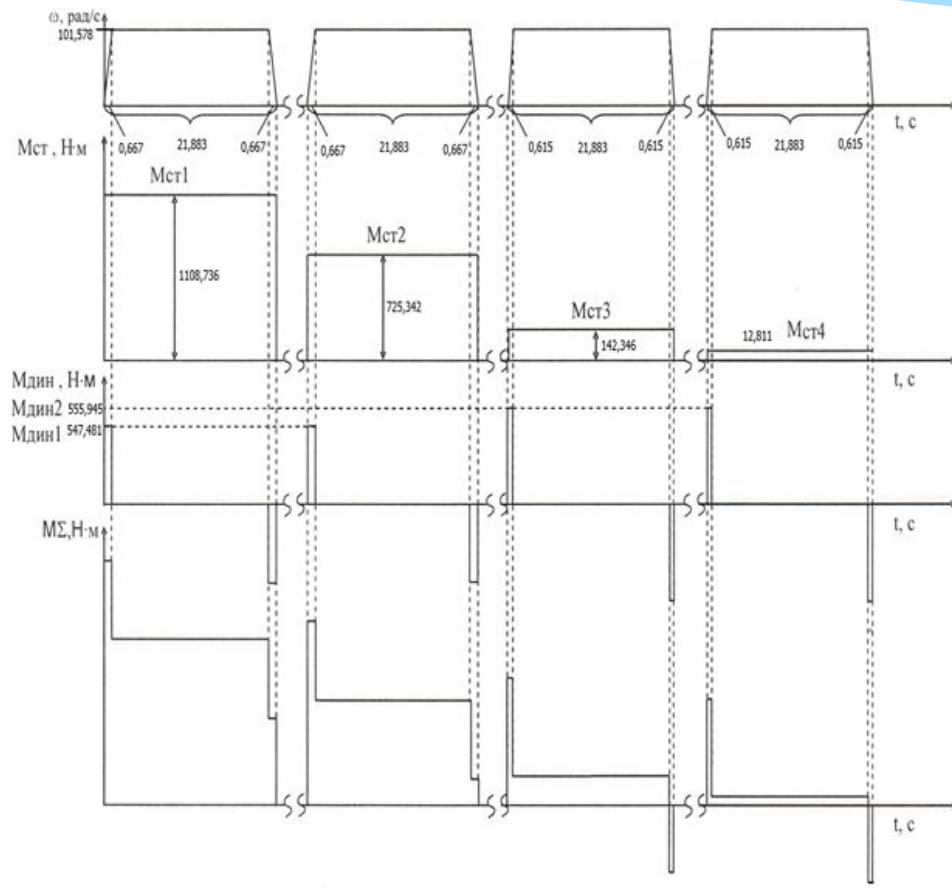 ω, рад/с
101,578
t, с
0,667 21,883 0,667 0,667 21,883 0,667 0,615 21,883 0,615 0,615 21,883 0,615
Мст , Н·м
Мст1
1108,736
Мст2
725,342
Мст3
142,346
12,811 Мст4
t, с
Мдин , Н·м
Мдин2 555,945
Мдин1 547,481
t, с
МΣ,Н·м
t, с